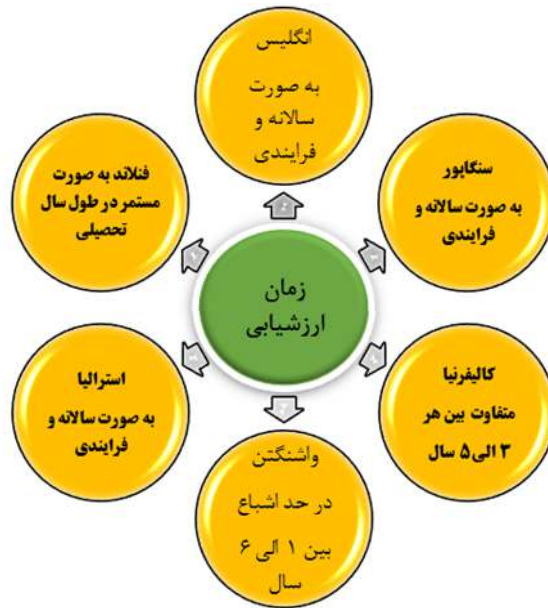 انگلیس
به صورت
سالانه و
فرایندی
سنگاپور
به صورت سالانه و
فرایندی
کالیفرنیا
متفاوت بین هر
۳ الی ۵ سال
واشنگتن
در حد اشباع
بین ۱ الی ۶
سال
استرالیا
به صورت سالانه و
فرایندی
فنلاند به صورت
مستمر در طول سال
تحصیلی
زمان
ارزشیابی